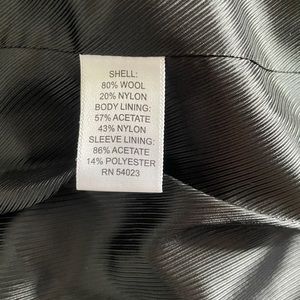 SHELL:
80% WOOL
20% NYLON
BODY LINING:
57% ACETATE
43% NYLON
SLEEVE LINING:
86% ACETATE
14% POLYESTER
RN 54023